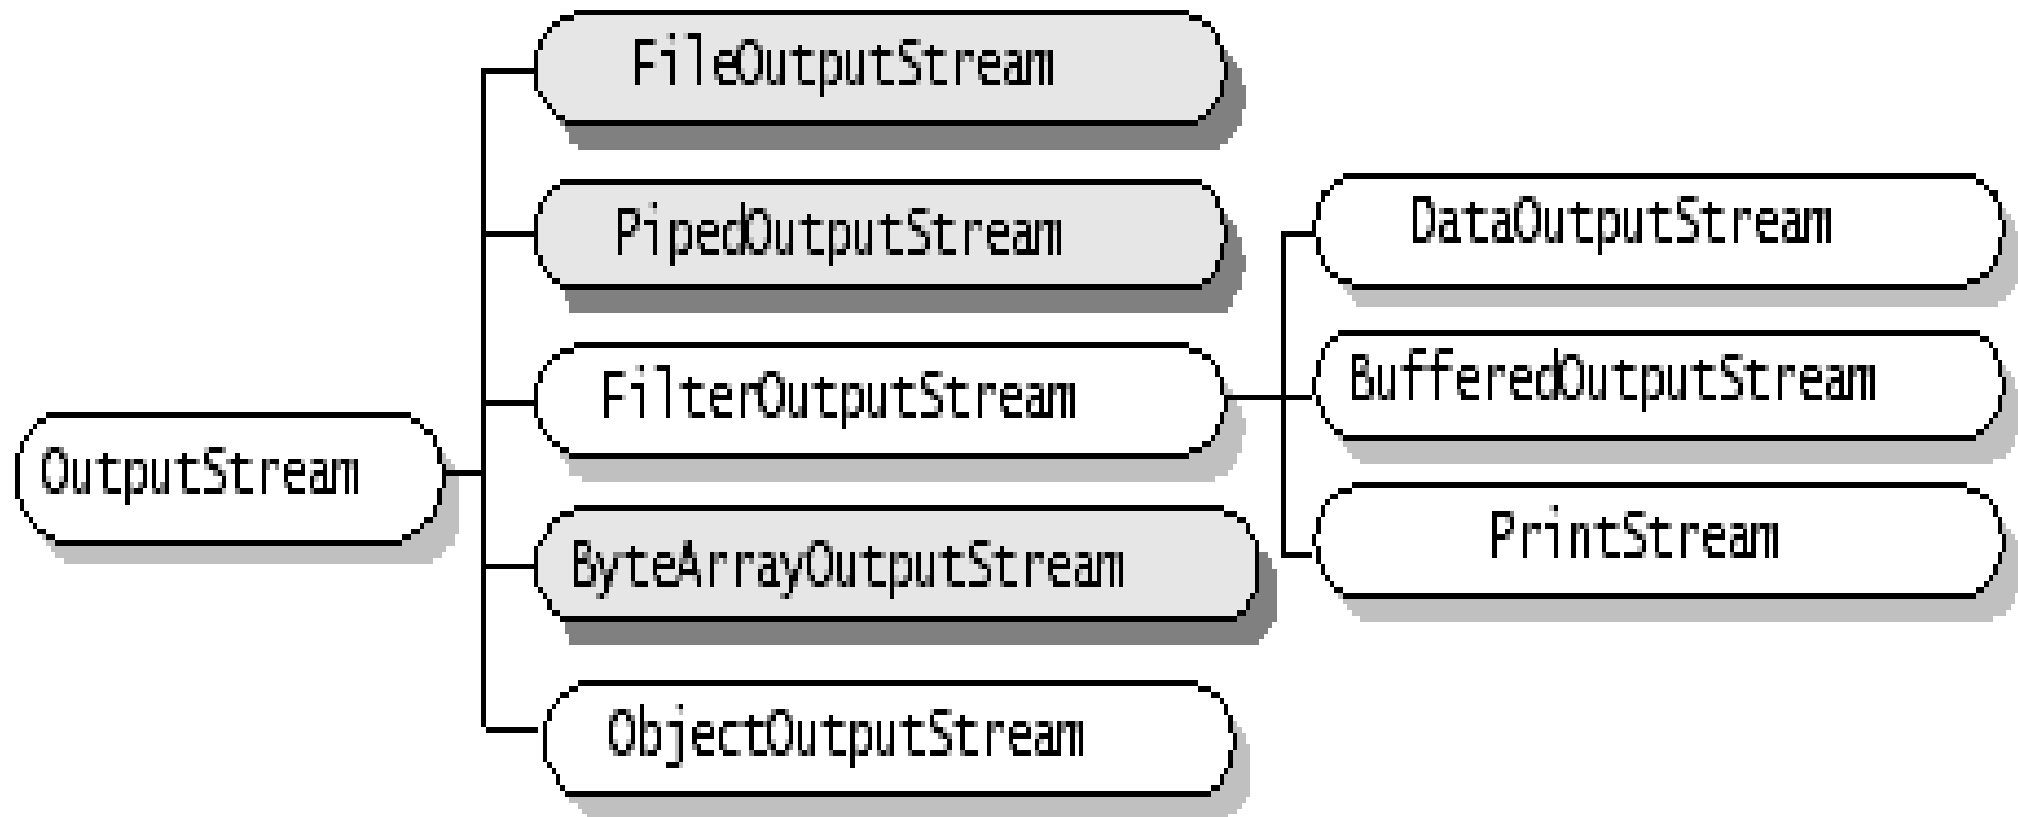 FileOutputStream
PipedOutputStream
DataOutputStream
FilterOutputStream
BufferedOutputStream
OutputStream
ByteArrayOutputStream
PrintStream
ObjectOutputStream